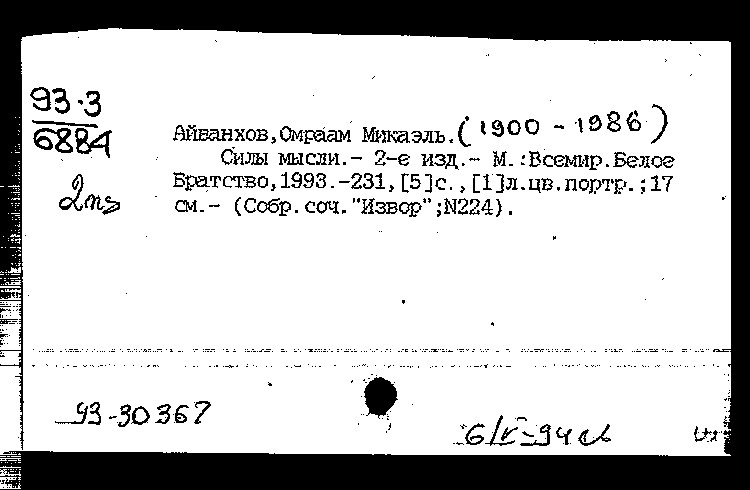 93·3
6884
Айванхов,Омраам Микаэль.(1900 - 1986)
Силы мысли.- 2-е изд.- М.:Всемир.Белое
Братство,1993.-231,[5]с.,[1]л.цв.портр.;17
см.- (Собр.соч."Извор";N224).
93-30367